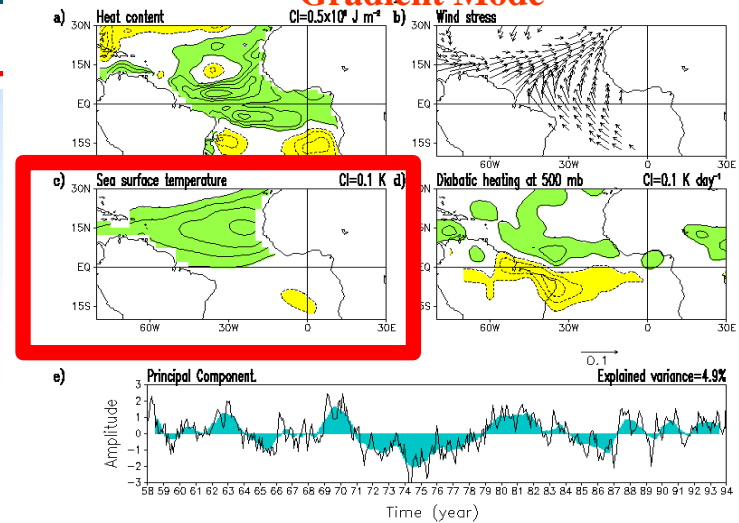 Gradient Mode
a) Heat content CI=0.5x10⁸ J m⁻² b) Wind stress
30N 15N EQ 15S
60W 30W 0
c) Sea surface temperature CI=0.1 K d) Diabatic heating at 500 mb CI=0.1 K day⁻¹
30N 15N EQ 15S
60W 30W 0 30E 60W 30W 0 30E
0.1
e) Principal Component. Explained variance=4.9%
Amplitude
3
2
1
0
-1
-2
-3
58 59 60 61 62 63 64 65 66 67 68 69 70 71 72 73 74 75 76 77 78 79 80 81 82 83 84 85 86 87 88 89 90 91 92 93 94
Time (year)